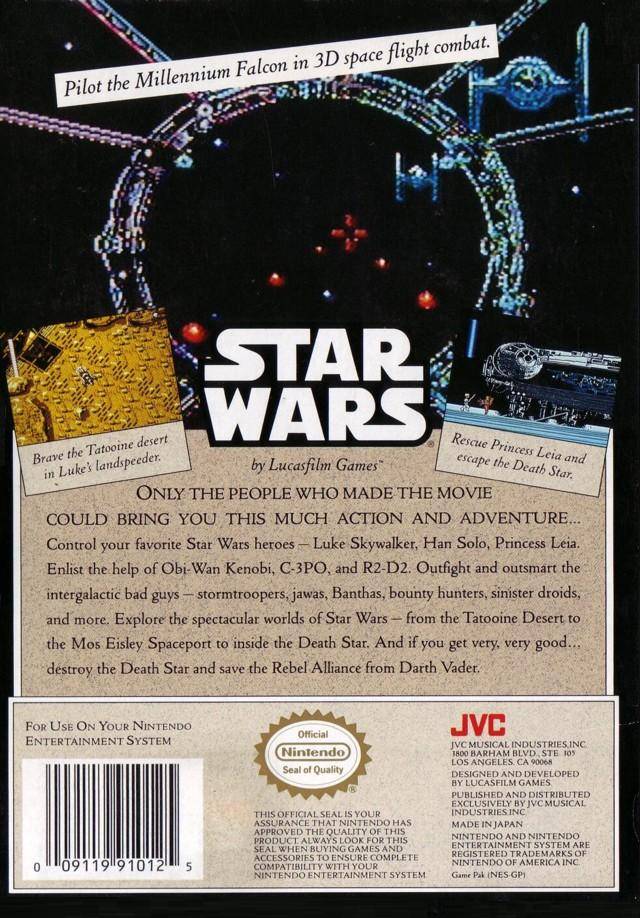 Pilot the Millennium Falcon in 3D space flight combat.
STAR
WARS®
Brave the Tatooine desert
in Luke's landspeeder.
by Lucasfilm Games™
Rescue Princess Leia and
escape the Death Star.
ONLY THE PEOPLE WHO MADE THE MOVIE
COULD BRING YOU THIS MUCH ACTION AND ADVENTURE...
Control your favorite Star Wars heroes — Luke Skywalker, Han Solo, Princess Leia.
Enlist the help of Obi-Wan Kenobi, C-3PO, and R2-D2. Outfight and outsmart the
intergalactic bad guys — stormtroopers, jawas, Banthas, bounty hunters, sinister droids,
and more. Explore the spectacular worlds of Star Wars — from the Tatooine Desert to
the Mos Eisley Spaceport to inside the Death Star. And if you get very, very good...
destroy the Death Star and save the Rebel Alliance from Darth Vader.
FOR USE ON YOUR NINTENDO
ENTERTAINMENT SYSTEM
0 09119 91012 5
Official
Nintendo
Seal of Quality
®
THIS OFFICIAL SEAL IS YOUR
ASSURANCE THAT NINTENDO HAS
APPROVED THE QUALITY OF THIS
PRODUCT. ALWAYS LOOK FOR THIS
SEAL WHEN BUYING GAMES AND
ACCESSORIES TO ENSURE COMPLETE
COMPATIBILITY WITH YOUR
NINTENDO ENTERTAINMENT SYSTEM
JVC
JVC MUSICAL INDUSTRIES,INC.
3800 BARHAM BLVD., STE. 305
LOS ANGELES. CA 90068
DESIGNED AND DEVELOPED
BY LUCASFILM GAMES.
PUBLISHED AND DISTRIBUTED
EXCLUSIVELY BY JVC MUSICAL
INDUSTRIES.INC
MADE IN JAPAN
NINTENDO AND NINTENDO
ENTERTAINMENT SYSTEM ARE
REGISTERED TRADEMARKS OF
NINTENDO OF AMERICA INC
Game Pak (NES-GP)